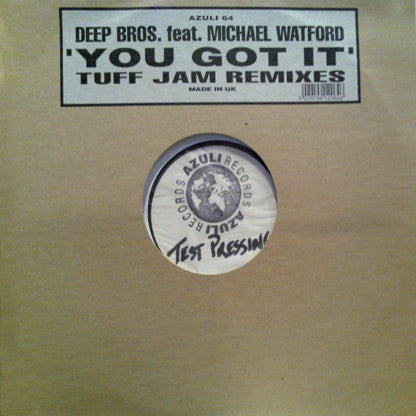 AZULI 64
DEEP BROS. feat. MICHAEL WATFORD
'YOU GOT IT'
TUFF JAM REMIXES
MADE IN UK
AZULI RECORDS
AZULI RECORDS
TEST PRESSING